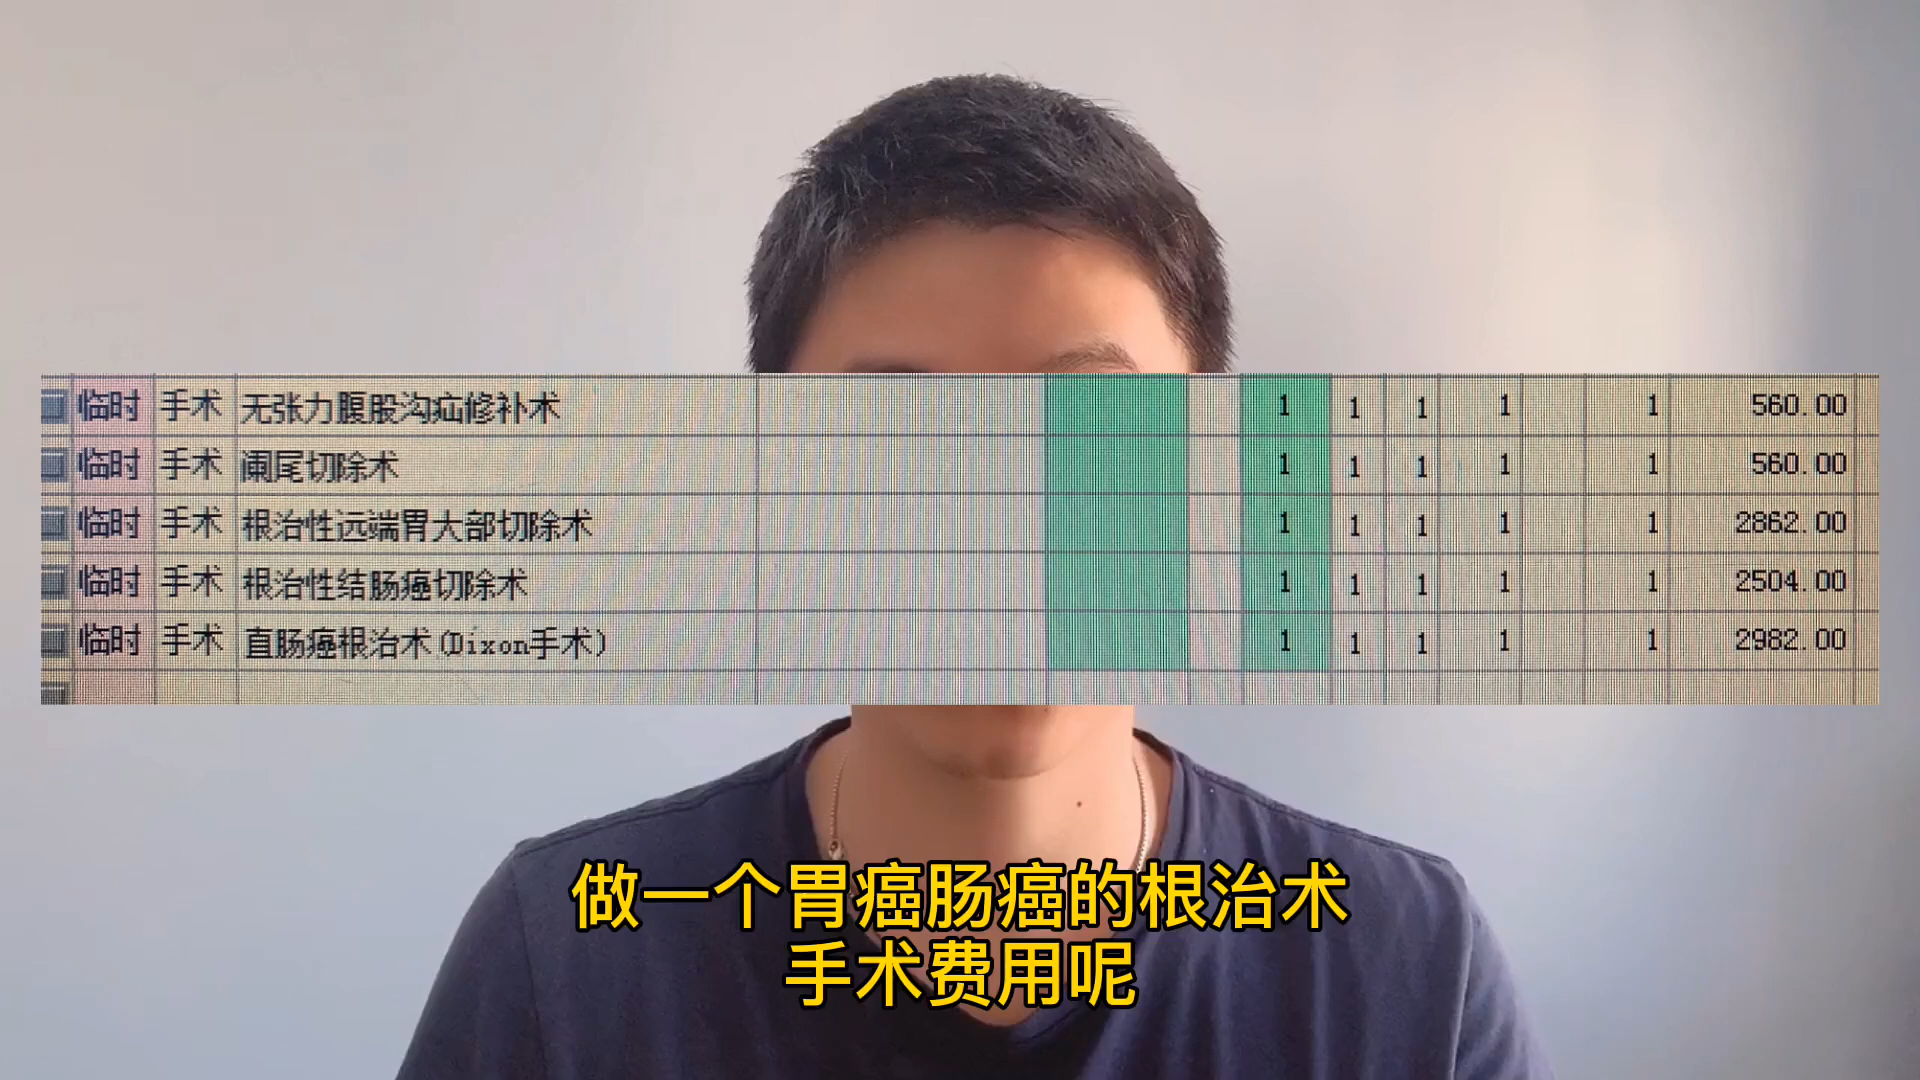 临时 手术 无张力腹股沟疝修补术 1 1 1 1 1 560.00
临时 手术 阑尾切除术 1 1 1 1 1 560.00
临时 手术 根治性远端胃大部切除术 1 1 1 1 1 2862.00
临时 手术 根治性结肠癌切除术 1 1 1 1 1 2504.00
临时 手术 直肠癌根治术(Dixon手术) 1 1 1 1 1 2982.00
做一个胃癌肠癌的根治术
手术费用呢